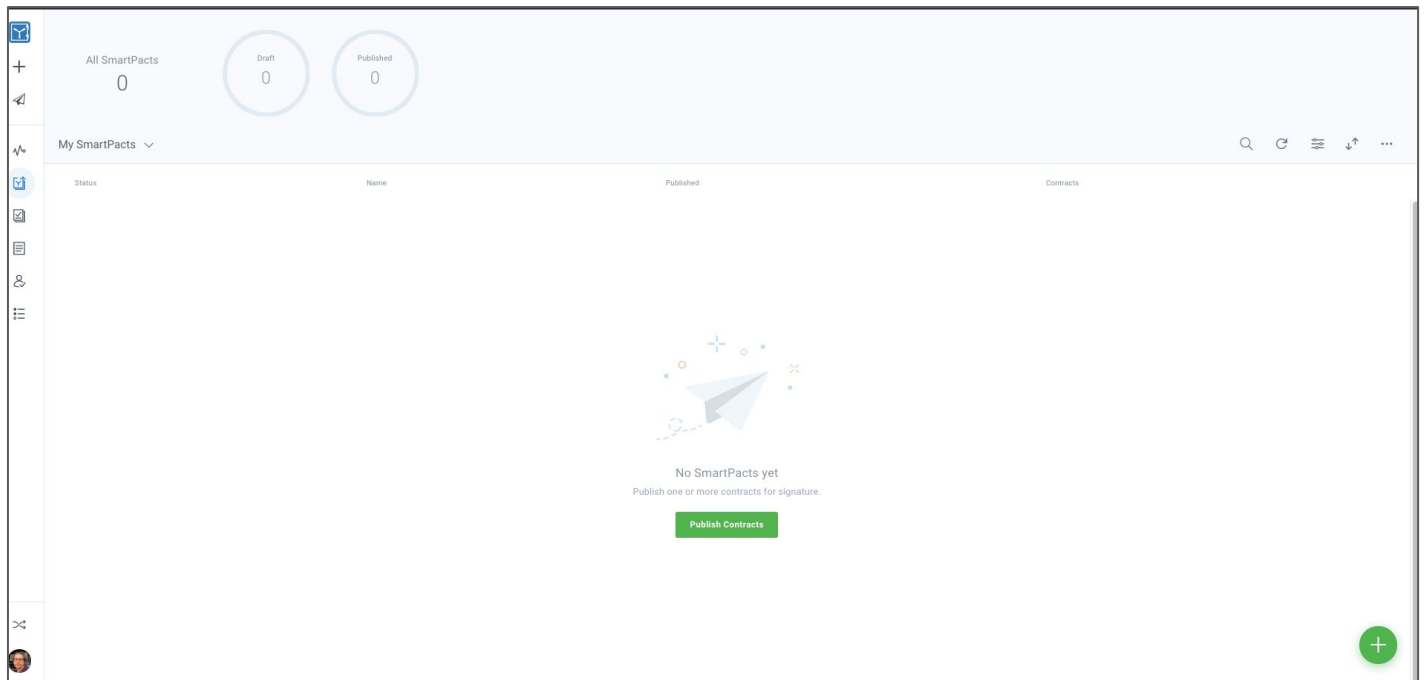 All SmartPacts
0
Draft
0
Published
0
My SmartPacts
Status Name Published Contracts
No SmartPacts yet
Publish one or more contracts for signature.
Publish Contracts